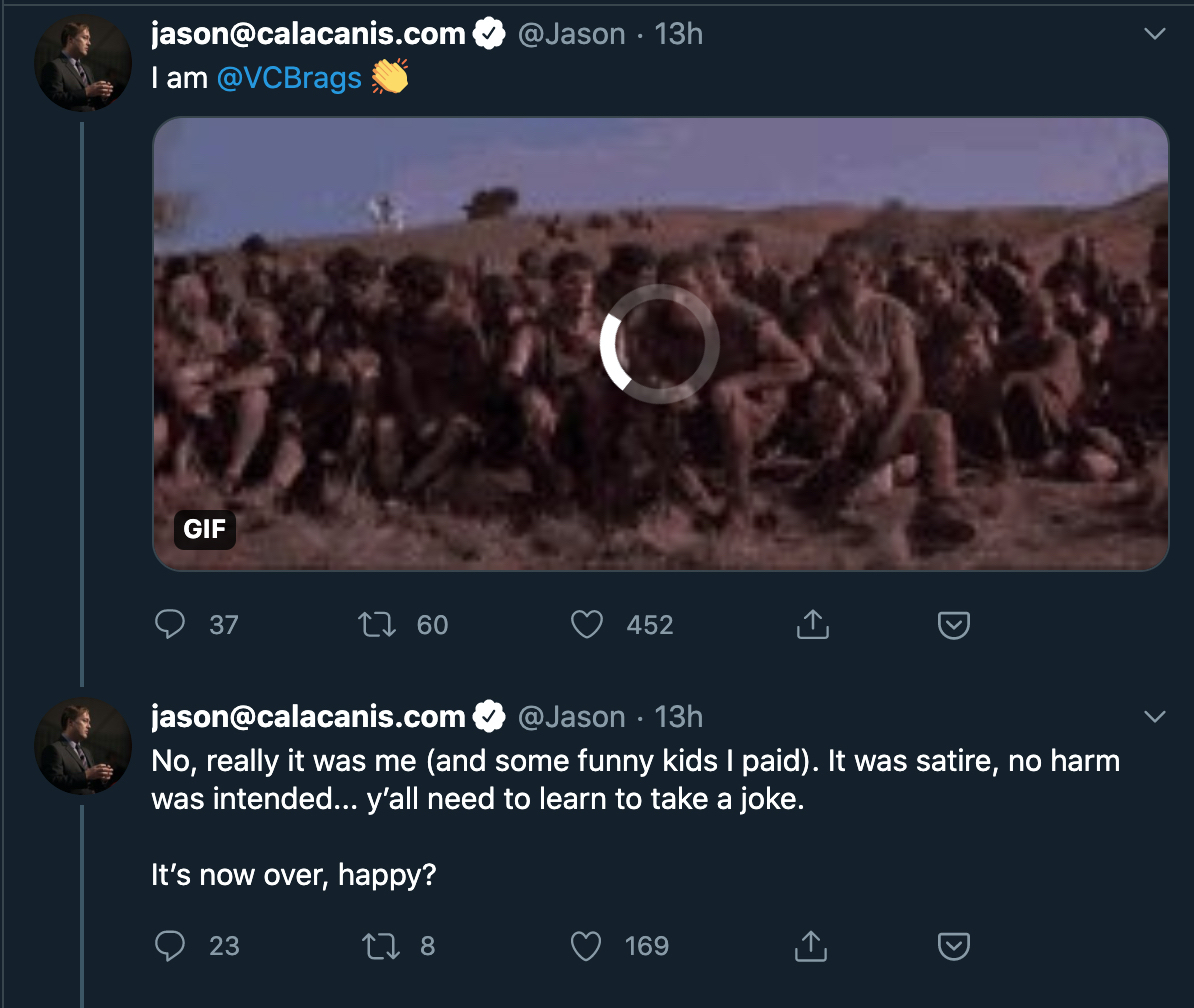 jason@calacanis.com @Jason · 13h
I am @VCBrags 👏
GIF
37 60 452
jason@calacanis.com @Jason · 13h
No, really it was me (and some funny kids I paid). It was satire, no harm
was intended... y’all need to learn to take a joke.
It’s now over, happy?
23 8 169